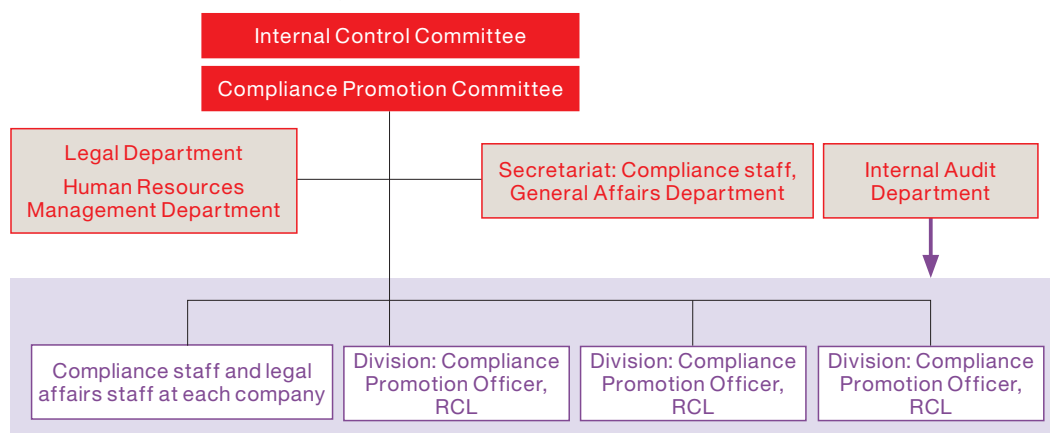 Internal Control Committee
Compliance Promotion Committee
Legal Department
Human Resources
Management Department
Secretariat: Compliance staff,
General Affairs Department
Internal Audit
Department
Compliance staff and legal
affairs staff at each company
Division: Compliance
Promotion Officer,
RCL
Division: Compliance
Promotion Officer,
RCL
Division: Compliance
Promotion Officer,
RCL